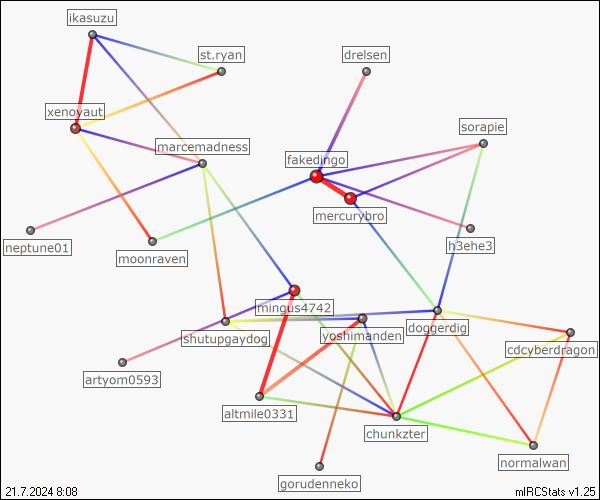 ikasuzu
st.ryan
drelsen
xenoyaut
sorapie
marcemadness
fakedingo
mercurybro
neptune01
moonraven
h3ehe3
mingus4742
shutupgaydog
yoshimanden
doggerdig
cdcyberdragon
artyom0593
altmile0331
chunkzter
normalwan
gorudenneko
21.7.2024 8:08
mIRCStats v1.25